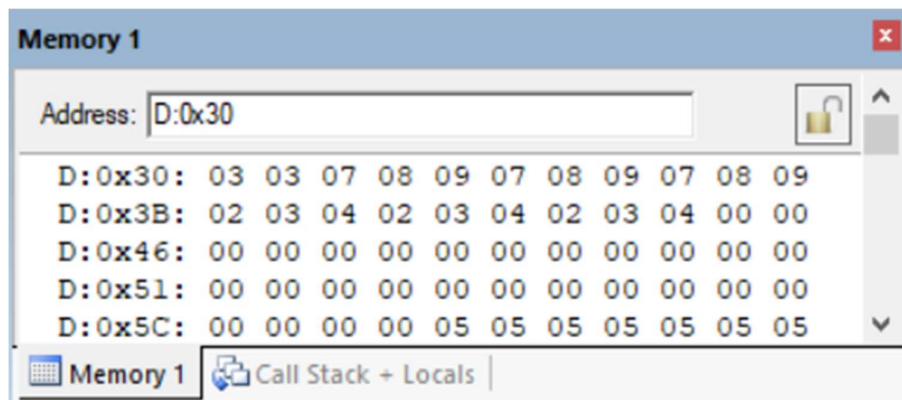 Memory 1
Address: D:0x30
D:0x30: 03 03 07 08 09 07 08 09 07 08 09
D:0x3B: 02 03 04 02 03 04 02 03 04 00 00
D:0x46: 00 00 00 00 00 00 00 00 00 00 00
D:0x51: 00 00 00 00 00 00 00 00 00 00 00
D:0x5C: 00 00 00 00 05 05 05 05 05 05 05
Memory 1 Call Stack + Locals